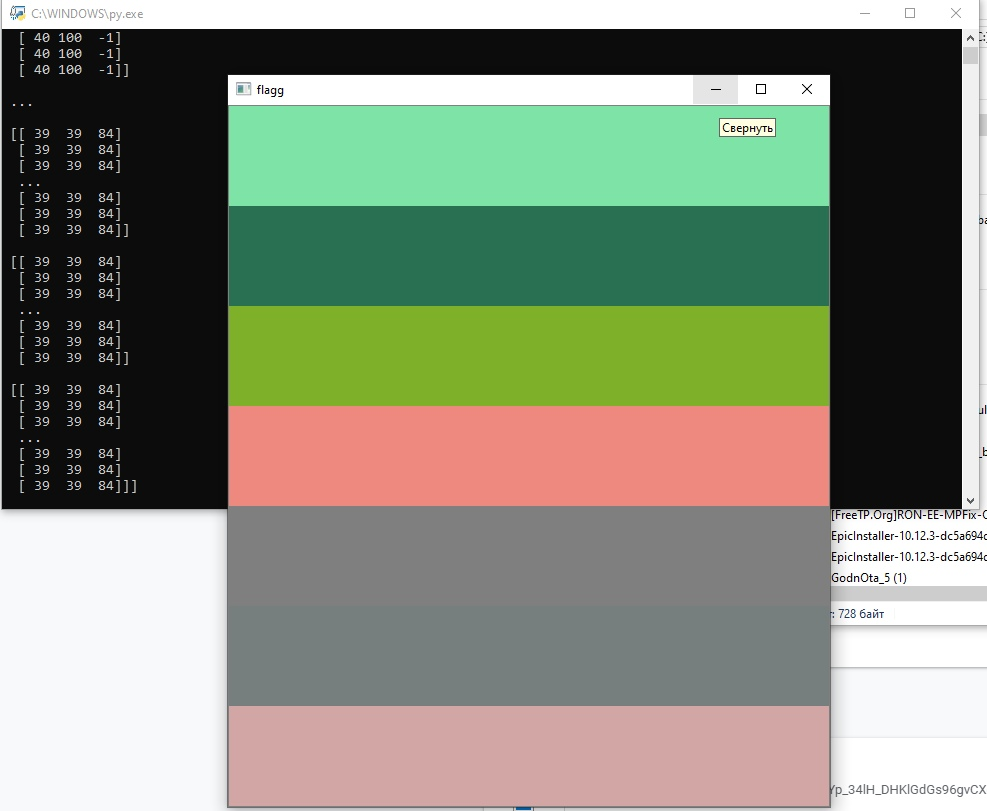 C:\WINDOWS\py.exe
[ 40 100  -1]
[ 40 100  -1]
[ 40 100  -1]]
...
[[ 39  39  84]
[ 39  39  84]
[ 39  39  84]
...
[ 39  39  84]
[ 39  39  84]
[ 39  39  84]]
[[ 39  39  84]
[ 39  39  84]
[ 39  39  84]
...
[ 39  39  84]
[ 39  39  84]
[ 39  39  84]]
[[ 39  39  84]
[ 39  39  84]
[ 39  39  84]
...
[ 39  39  84]
[ 39  39  84]
[ 39  39  84]]]
flagg
Свернуть
[FreeTP.Org]RON-EE-MPFix-
EpicInstaller-10.12.3-dc5a694
EpicInstaller-10.12.3-dc5a694
GodnOta_5 (1)
: 728 байт
Yp_34lH_DHKlGdGs96gvCX